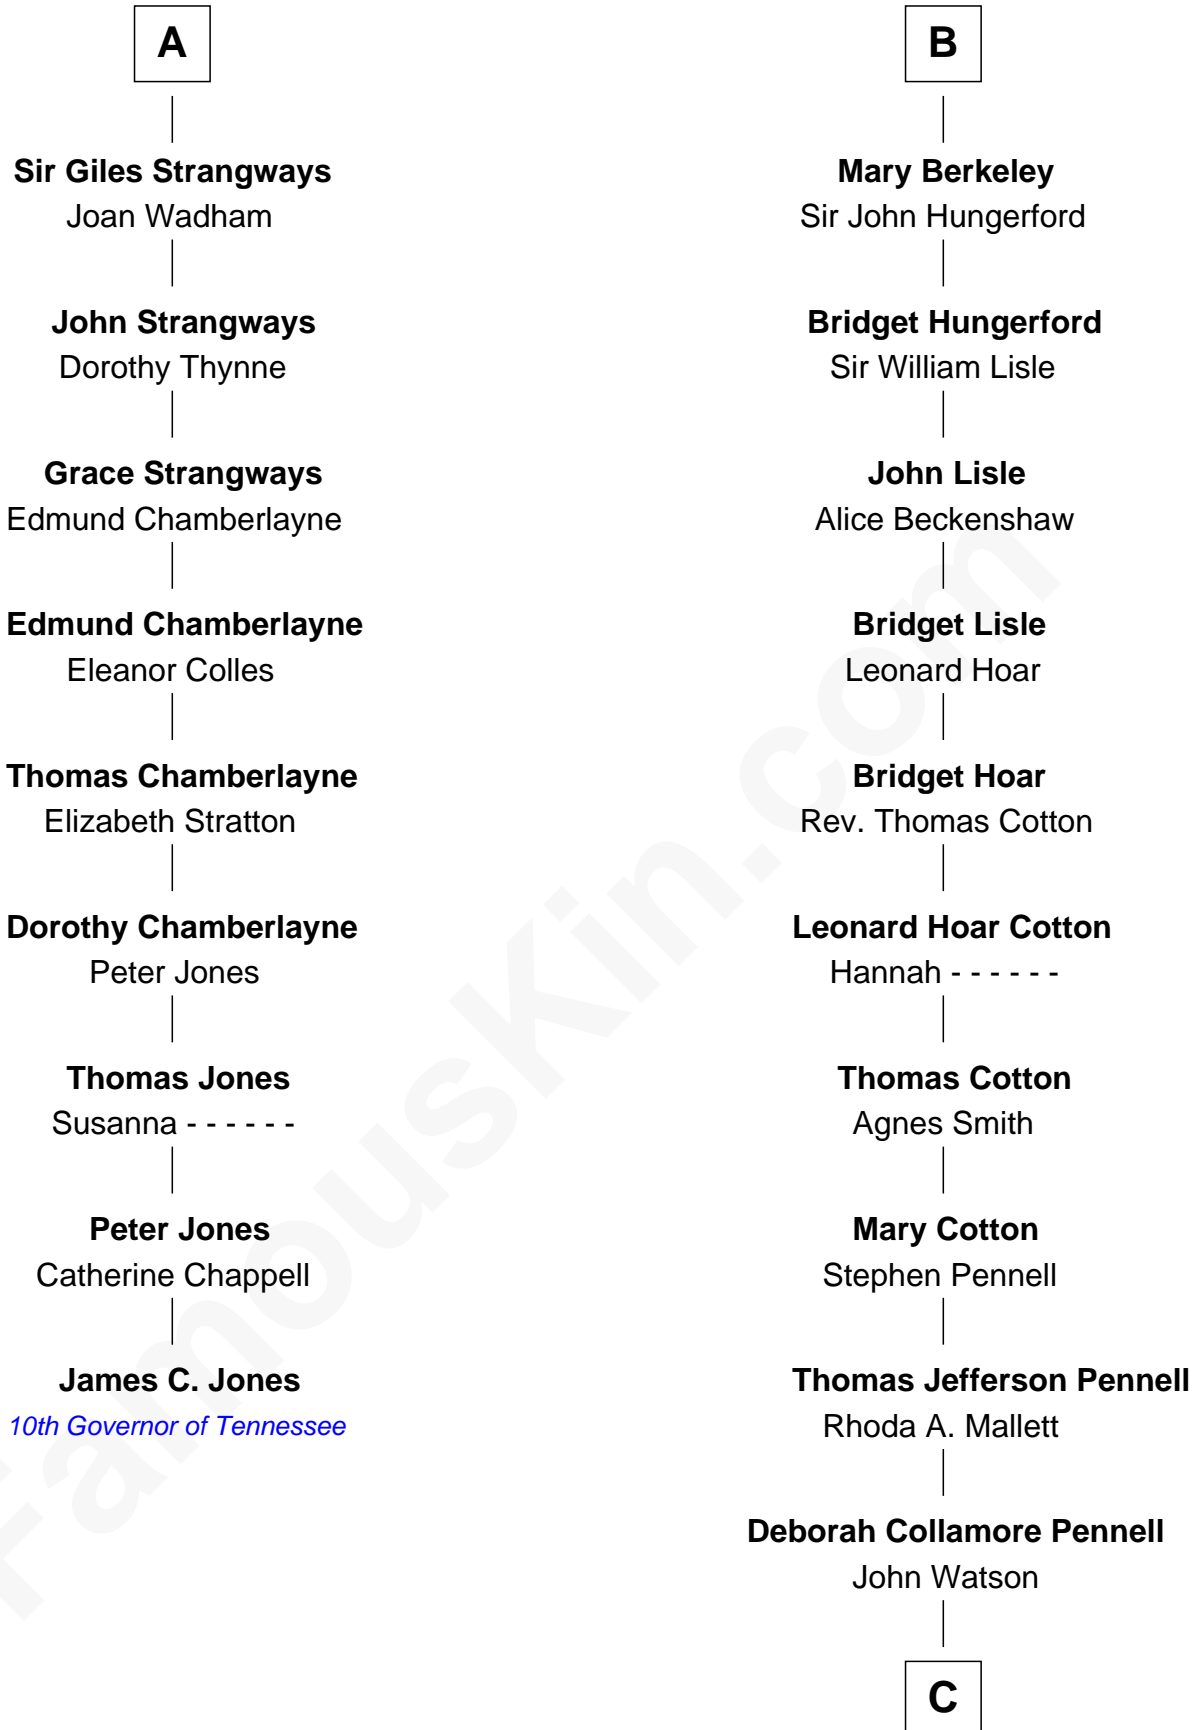 A
Sir Giles Strangways
Joan Wadham
John Strangways
Dorothy Thynne
Grace Strangways
Edmund Chamberlayne
Edmund Chamberlayne
Eleanor Colles
Thomas Chamberlayne
Elizabeth Stratton
Dorothy Chamberlayne
Peter Jones
Thomas Jones
Susanna - - - - - -
Peter Jones
Catherine Chappell
James C. Jones
10th Governor of Tennessee
B
Mary Berkeley
Sir John Hungerford
Bridget Hungerford
Sir William Lisle
John Lisle
Alice Beckenshaw
Bridget Lisle
Leonard Hoar
Bridget Hoar
Rev. Thomas Cotton
Leonard Hoar Cotton
Hannah - - - - - -
Thomas Cotton
Agnes Smith
Mary Cotton
Stephen Pennell
Thomas Jefferson Pennell
Rhoda A. Mallett
Deborah Collamore Pennell
John Watson
C
FamousKin.com